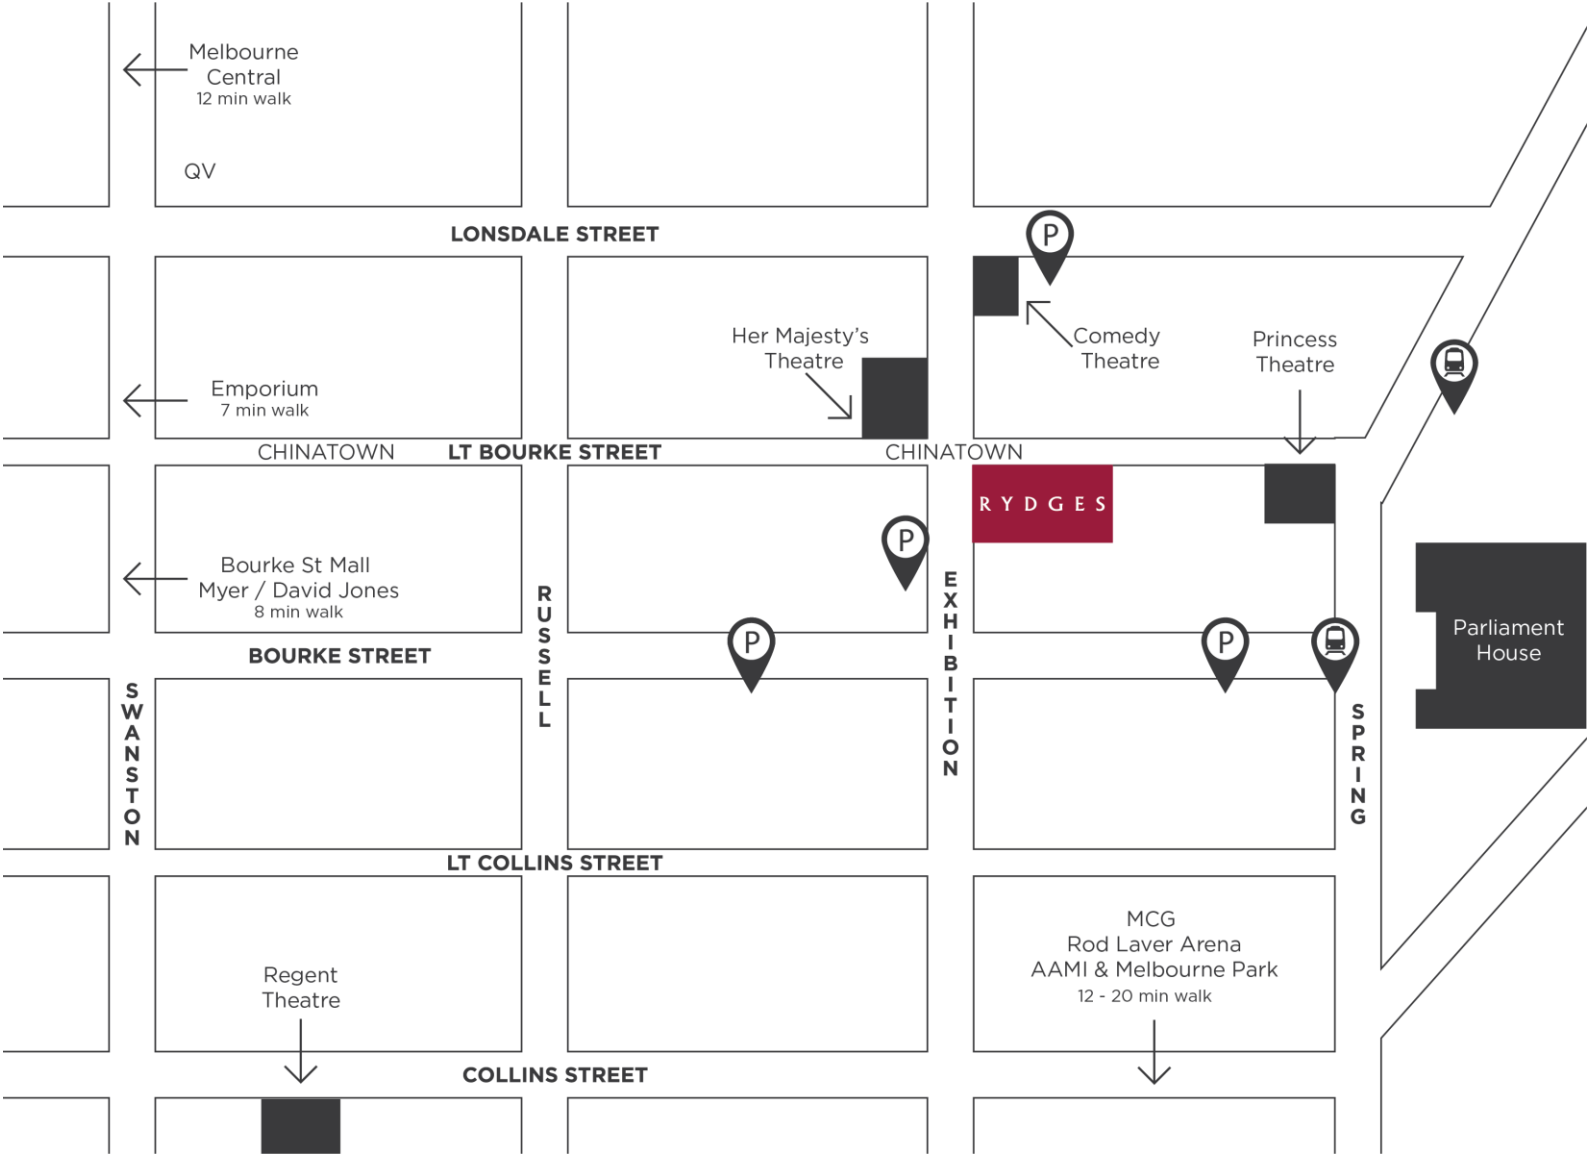 Melbourne
Central
12 min walk
QV
LONSDALE STREET
P
Her Majesty's
Theatre
Comedy
Theatre
Princess
Theatre
Emporium
7 min walk
CHINATOWN
LT BOURKE STREET
CHINATOWN
RYDGES
P
Bourke St Mall
Myer / David Jones
8 min walk
RUSSELL
EXHIBITION
P
P
Parliament
House
BOURKE STREET
SWANSTON
SPRING
LT COLLINS STREET
MCG
Rod Laver Arena
AAMI & Melbourne Park
12 - 20 min walk
Regent
Theatre
COLLINS STREET